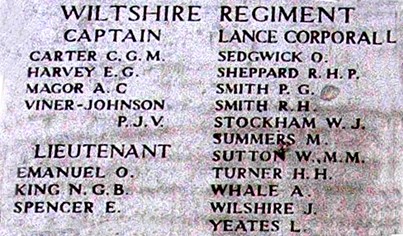 WILTSHIRE REGIMENT
CAPTAIN
CARTER C. G. M.
HARVEY E. G.
MAGOR A. C
VINER-JOHNSON
P. J. V.
LIEUTENANT
EMANUEL O.
KING N. G. B.
SPENCER E.
LANCE CORPORAL L
SEDGWICK O.
SHEPPARD R. H. P.
SMITH P. G.
SMITH R. H.
STOCKHAM W. J.
SUMMERS M.
SUTTON W., M.M.
TURNER H. H.
WHALE A.
WILSHIRE J.
YEATES L.